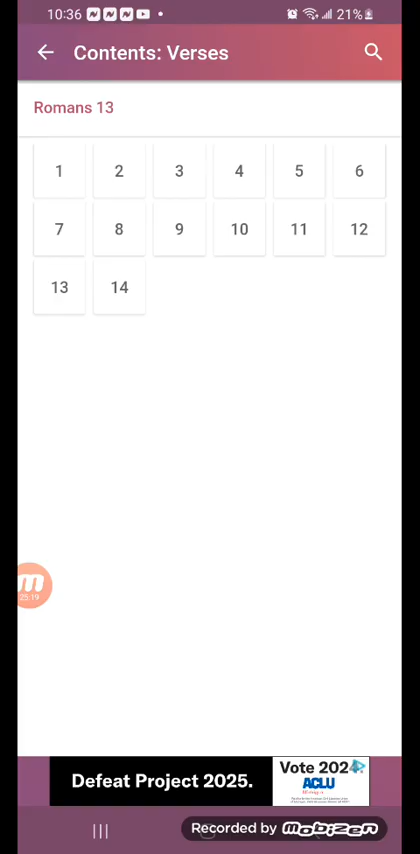 10:36 21%
Contents: Verses
Romans 13
1 2 3 4 5 6
7 8 9 10 11 12
13 14
25:19
Defeat Project 2025.
Vote 202
ACLU
Recorded by mobizen